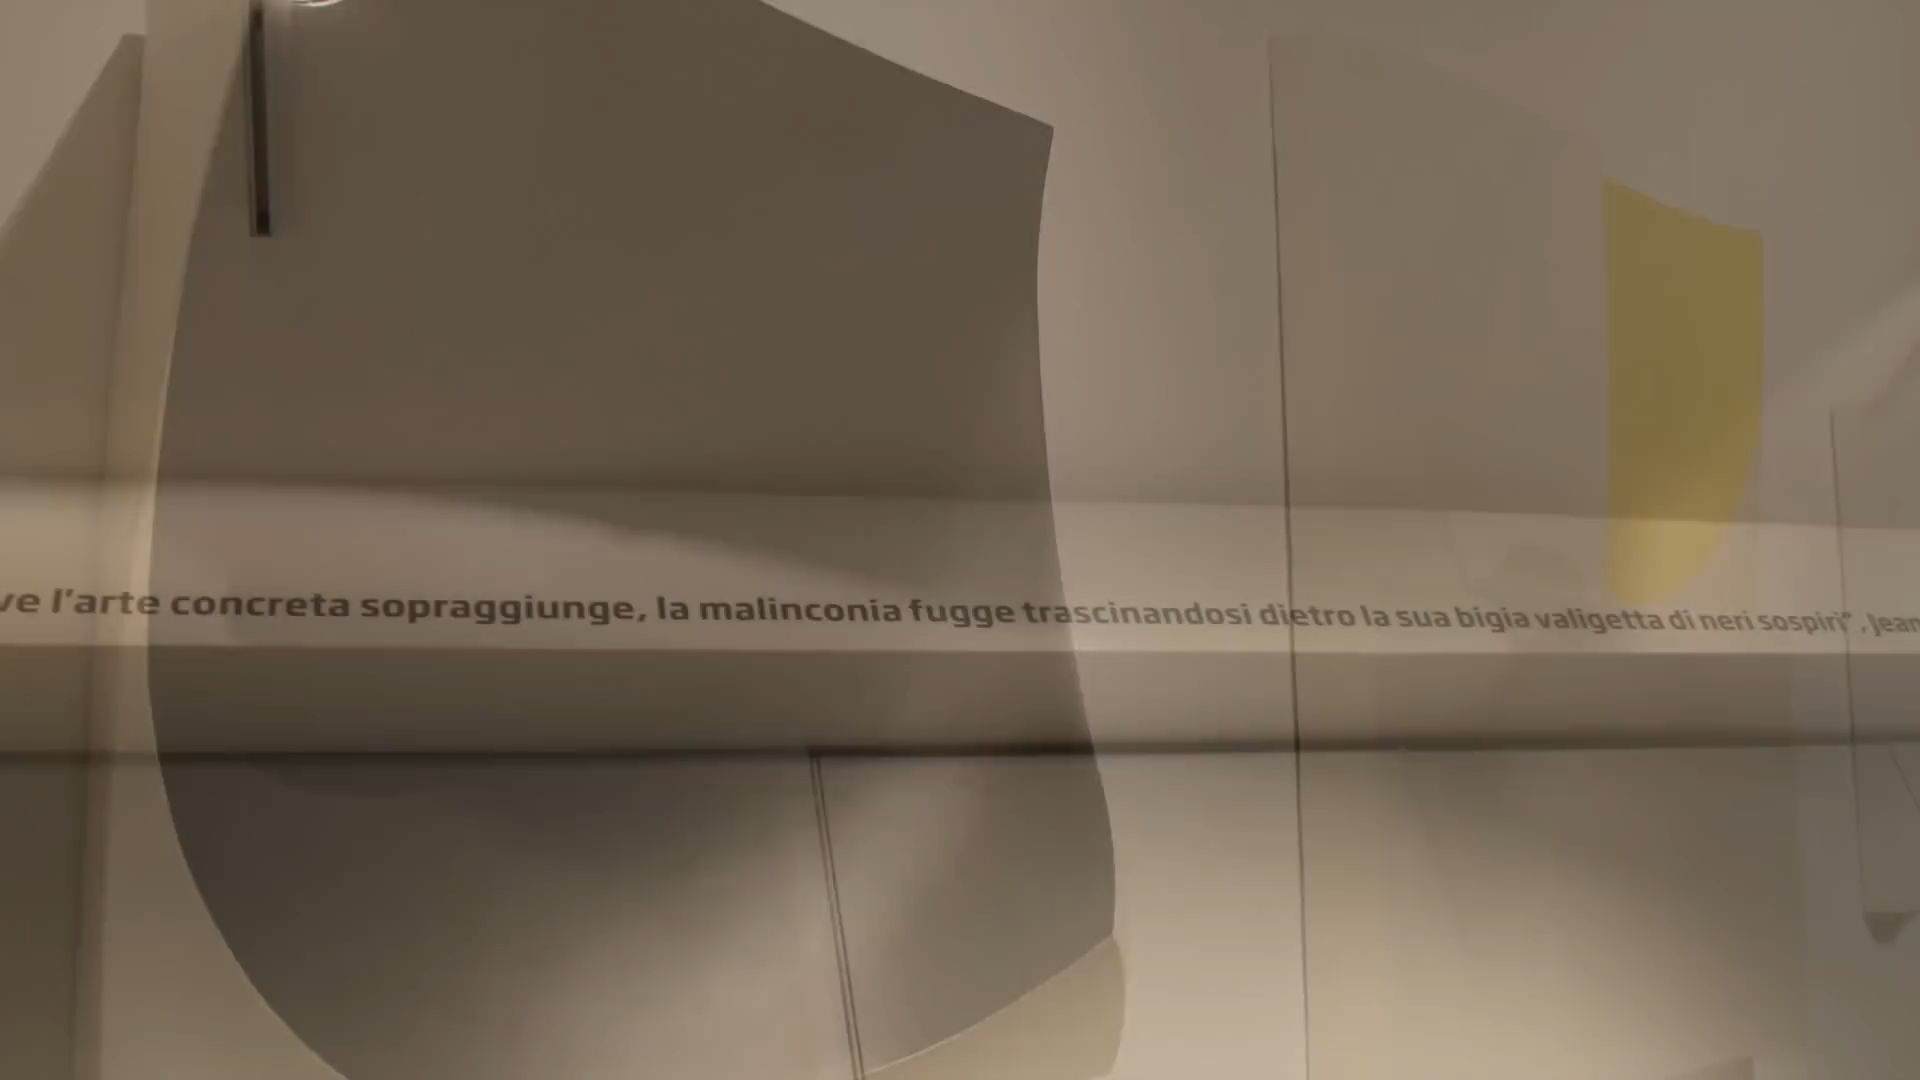 ve l'arte concreta sopraggiunge, la malinconia fugge trascinandosi dietro la sua bigia valigetta di neri sospiri", Jean